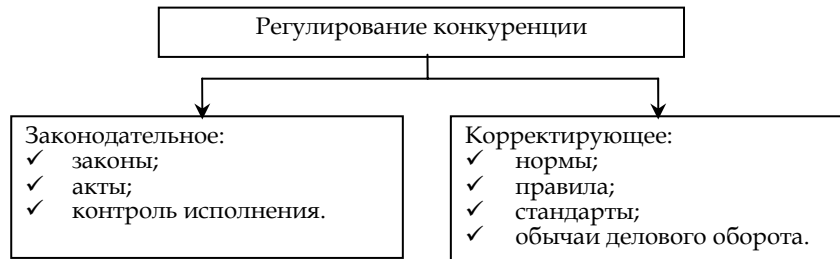 Регулирование конкуренции
Законодательное:
✓ законы;
✓ акты;
✓ контроль исполнения.
Корректирующее:
✓ нормы;
✓ правила;
✓ стандарты;
✓ обычаи делового оборота.